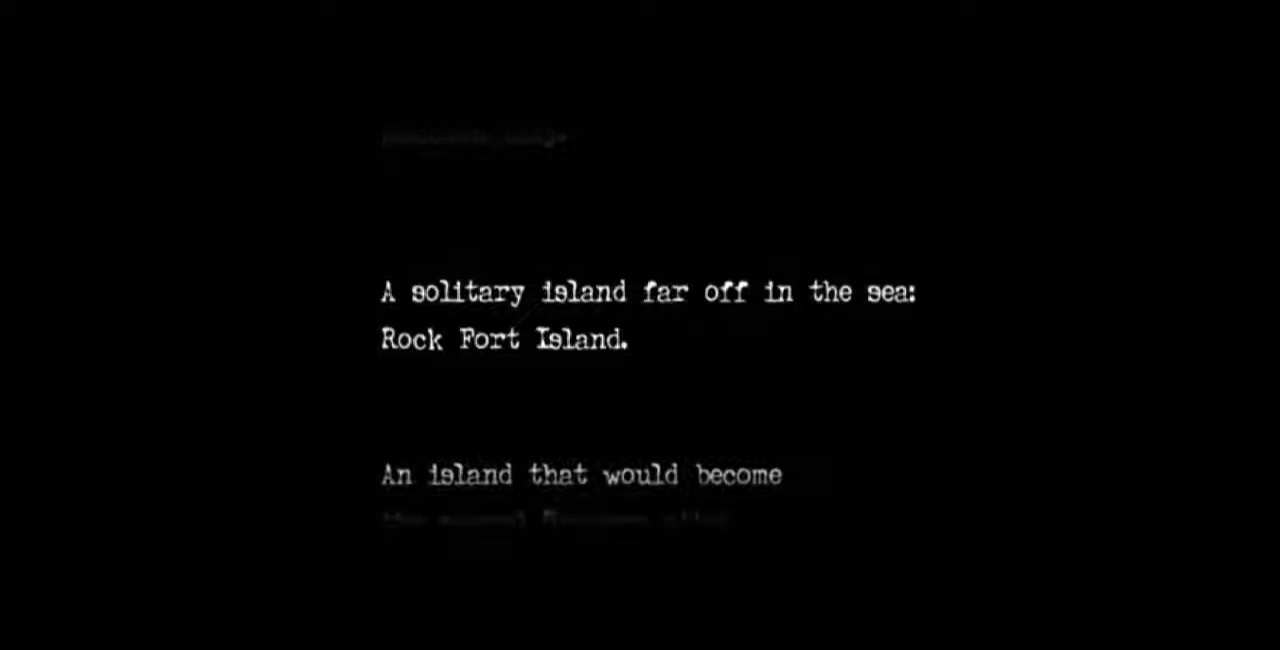 A solitary island far off in the sea:
Rock Fort Island.
An island that would become